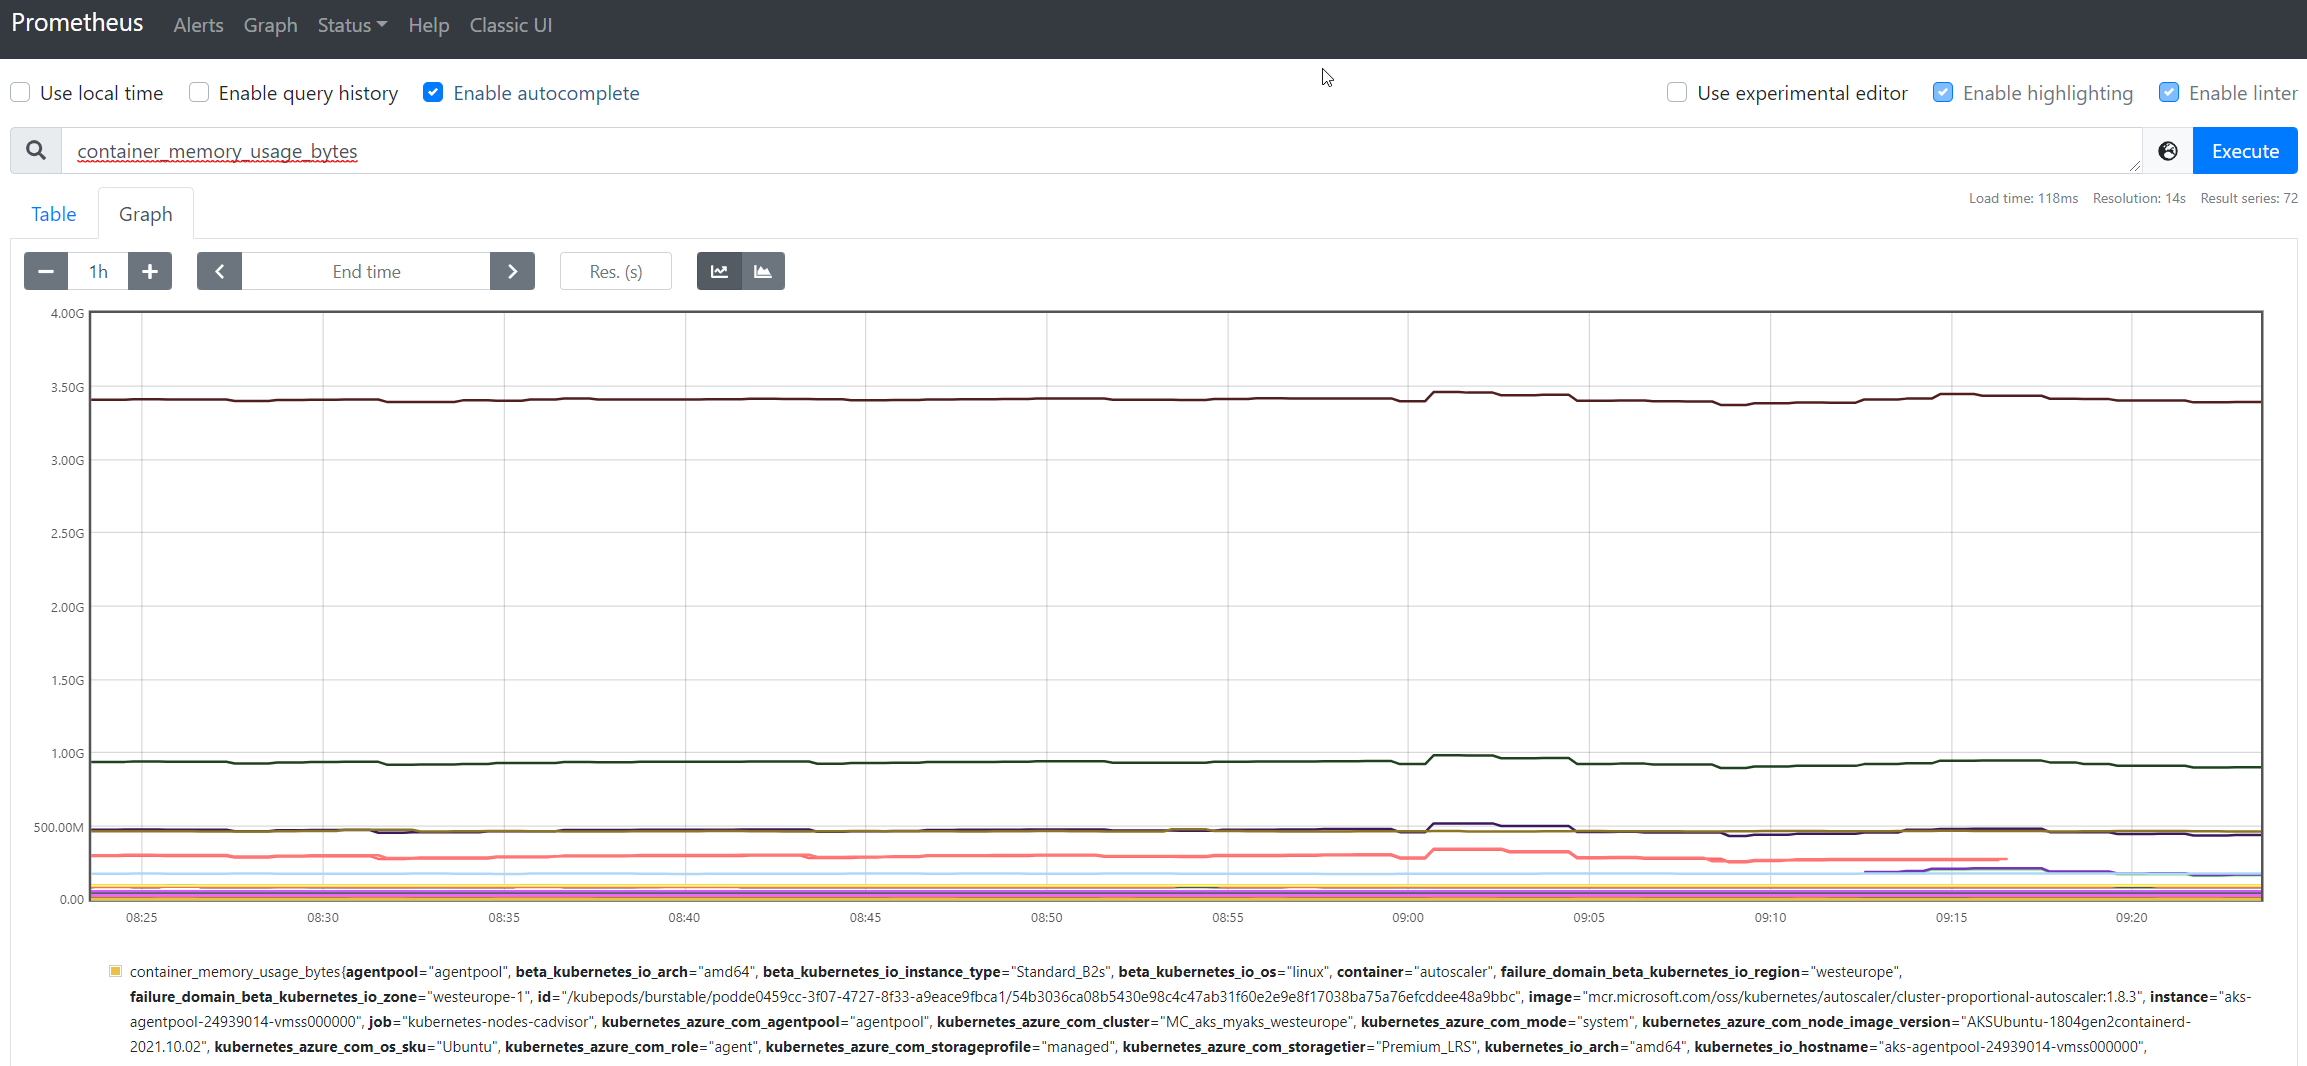 Prometheus Alerts Graph Status Help Classic UI
Use local time Enable query history Enable autocomplete Use experimental editor Enable highlighting Enable linter
container_memory_usage_bytes Execute
Table Graph Load time: 118ms Resolution: 14s Result series: 72
1h End time Res. (s)
4.00G
3.50G
3.00G
2.50G
2.00G
1.50G
1.00G
500.00M
0.00
08:25 08:30 08:35 08:40 08:45 08:50 08:55 09:00 09:05 09:10 09:15 09:20
container_memory_usage_bytes{agentpool="agentpool", beta_kubernetes_io_arch="amd64", beta_kubernetes_io_instance_type="Standard_B2s", beta_kubernetes_io_os="linux", container="autoscaler", failure_domain_beta_kubernetes_io_region="westeurope",
failure_domain_beta_kubernetes_io_zone="westeurope-1", id="/kubepods/burstable/podde0459cc-3f07-4727-8f33-a9eace9fbca1/54b3036ca08b5430e98c4c47ab31f60e2e9e8f17038ba75a76efcddee48a9bbc", image="mcr.microsoft.com/oss/kubernetes/autoscaler/cluster-proportional-autoscaler:1.8.3", instance="aks-
agentpool-24939014-vmss000000", job="kubernetes-nodes-cadvisor", kubernetes_azure_com_agentpool="agentpool", kubernetes_azure_com_cluster="MC_aks_myaks_westeurope", kubernetes_azure_com_mode="system", kubernetes_azure_com_node_image_version="AKSUbuntu-1804gen2containerd-
2021.10.02", kubernetes_azure_com_os_sku="Ubuntu", kubernetes_azure_com_role="agent", kubernetes_azure_com_storageprofile="managed", kubernetes_azure_com_storagetier="Premium_LRS", kubernetes_io_arch="amd64", kubernetes_io_hostname="aks-agentpool-24939014-vmss000000",